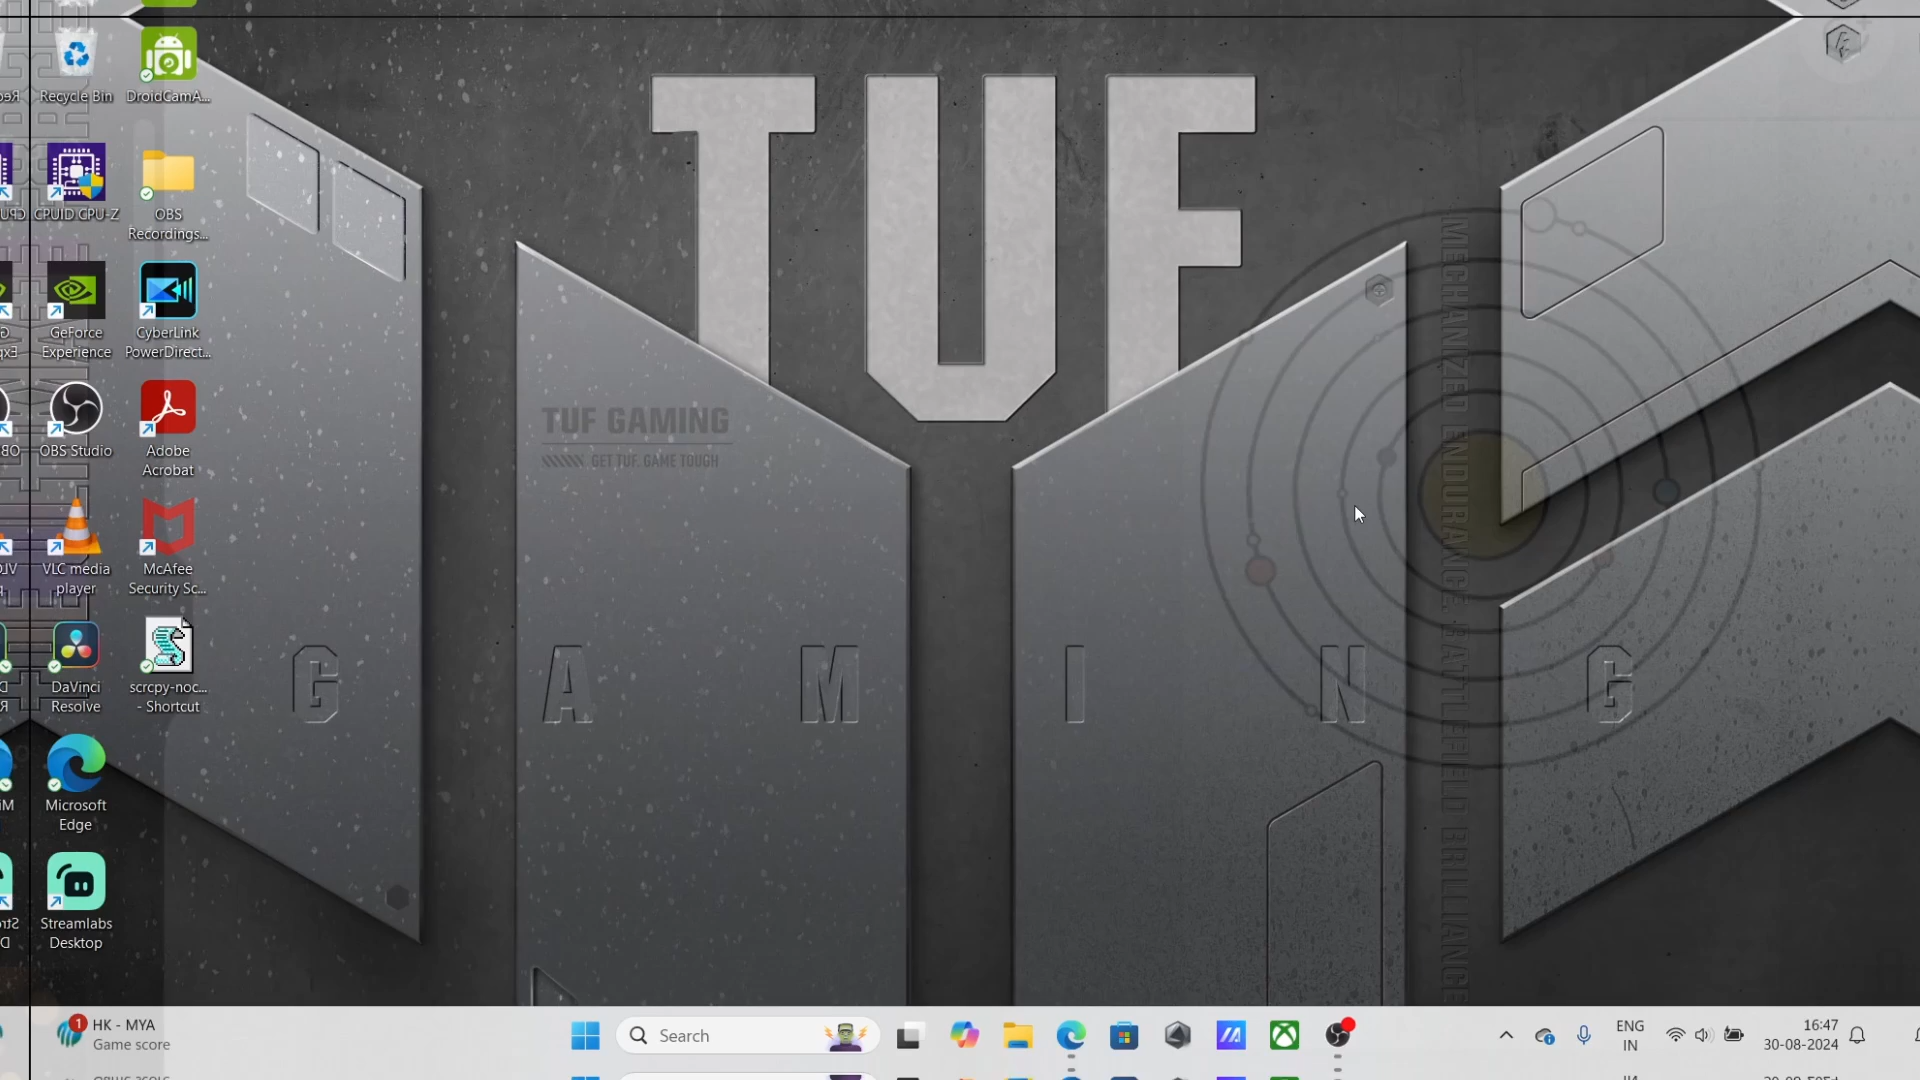 Recycle Bin
DroidCamA...
CPUID CPU-Z
OBS
Recordings...
GeForce
Experience
CyberLink
PowerDirect...
OBS Studio
Adobe
Acrobat
VLC media
player
McAfee
Security Sc...
DaVinci
Resolve
scrcpy-noc...
- Shortcut
Microsoft
Edge
Streamlabs
Desktop
TUF
TUF GAMING
GET TUF. GAME TOUGH
GAMING
MECHANIZED ENDURANCE. BATTLEFIELD BRILLIANCE
1
HK - MYA
Game score
Search
ENG
IN
16:47
30-08-2024